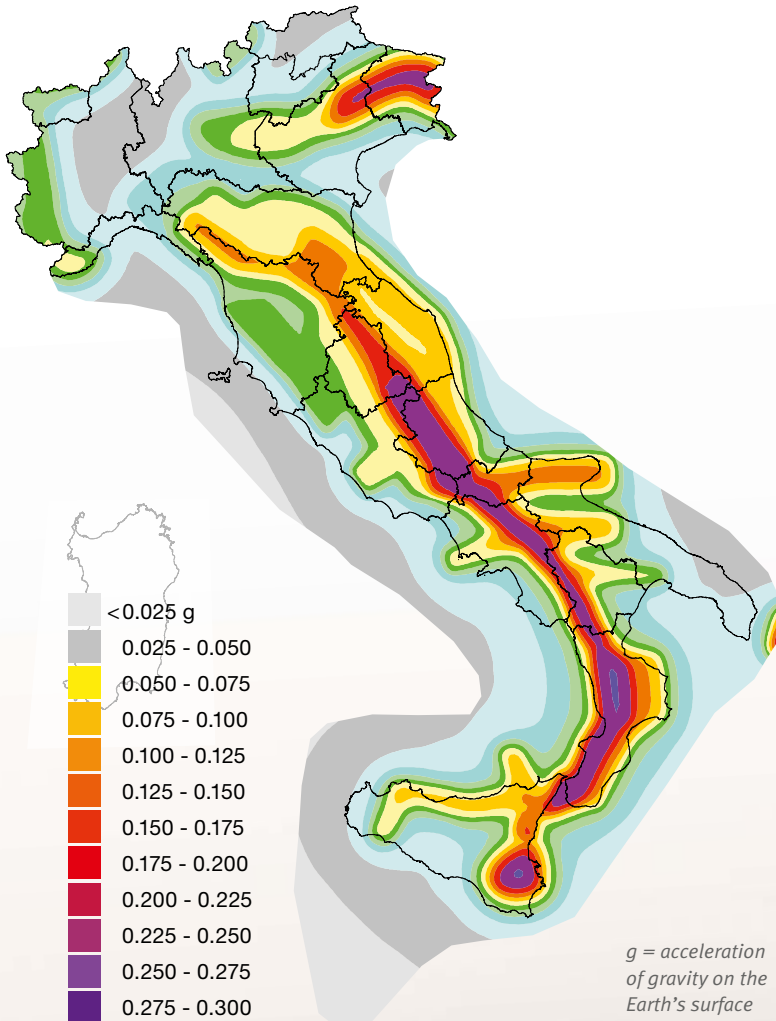 <0.025 g
0.025 - 0.050
0.050 - 0.075
0.075 - 0.100
0.100 - 0.125
0.125 - 0.150
0.150 - 0.175
0.175 - 0.200
0.200 - 0.225
0.225 - 0.250
0.250 - 0.275
0.275 - 0.300
g = acceleration
of gravity on the
Earth's surface